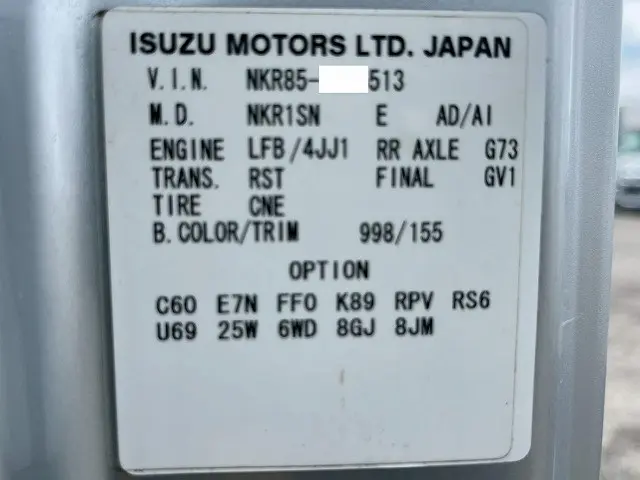 ISUZU MOTORS LTD. JAPAN
V.I.N. NKR85- 513
M.D. NKR1SN E AD/AI
ENGINE LFB/4JJ1 RR AXLE G73
TRANS. RST FINAL GV1
TIRE CNE
B.COLOR/TRIM 998/155
OPTION
C60 E7N FF0 K89 RPV RS6
U69 25W 6WD 8GJ 8JM